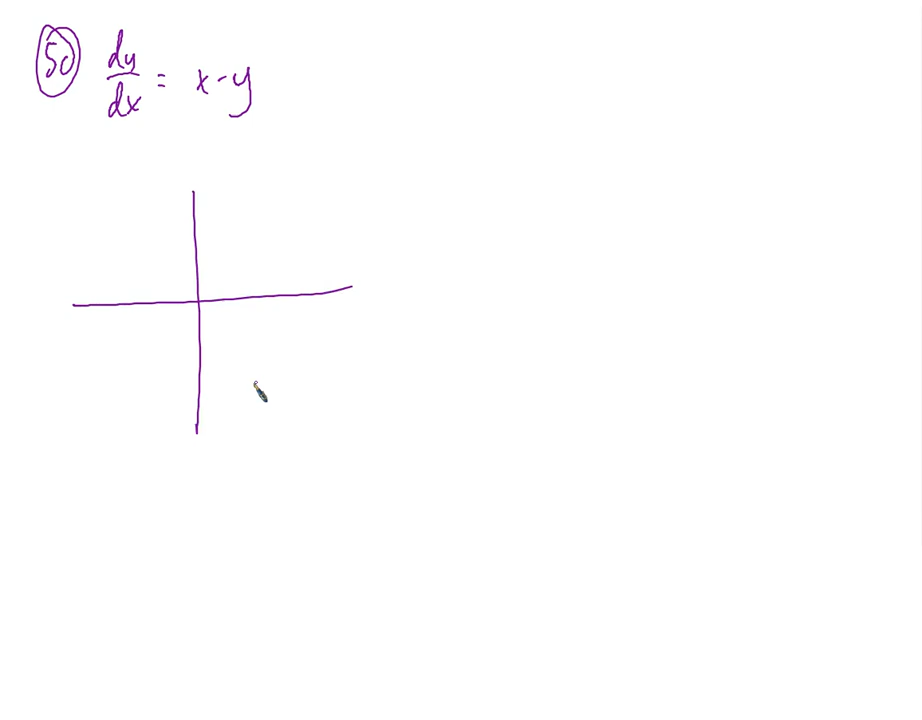 50 dy/dx = x - y